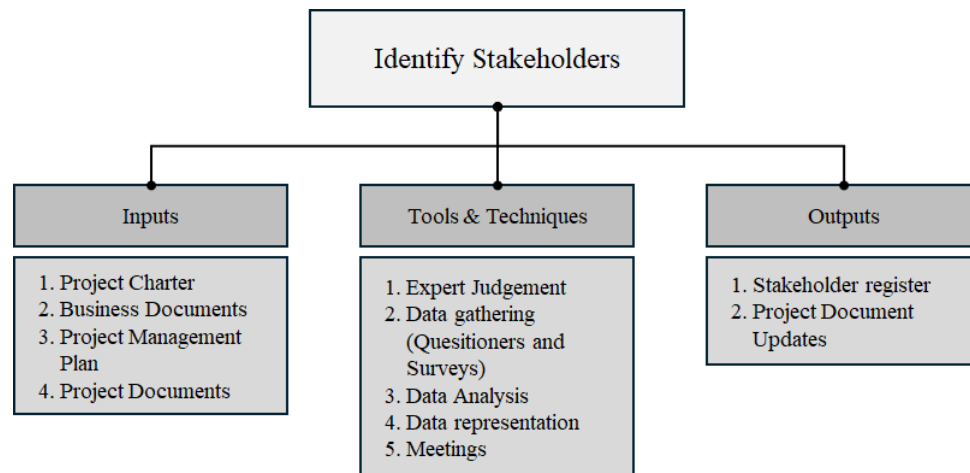 Identify Stakeholders
Inputs
1. Project Charter
2. Business Documents
3. Project Management
Plan
4. Project Documents
Tools & Techniques
1. Expert Judgement
2. Data gathering
(Quesitioners and
Surveys)
3. Data Analysis
4. Data representation
5. Meetings
Outputs
1. Stakeholder register
2. Project Document
Updates